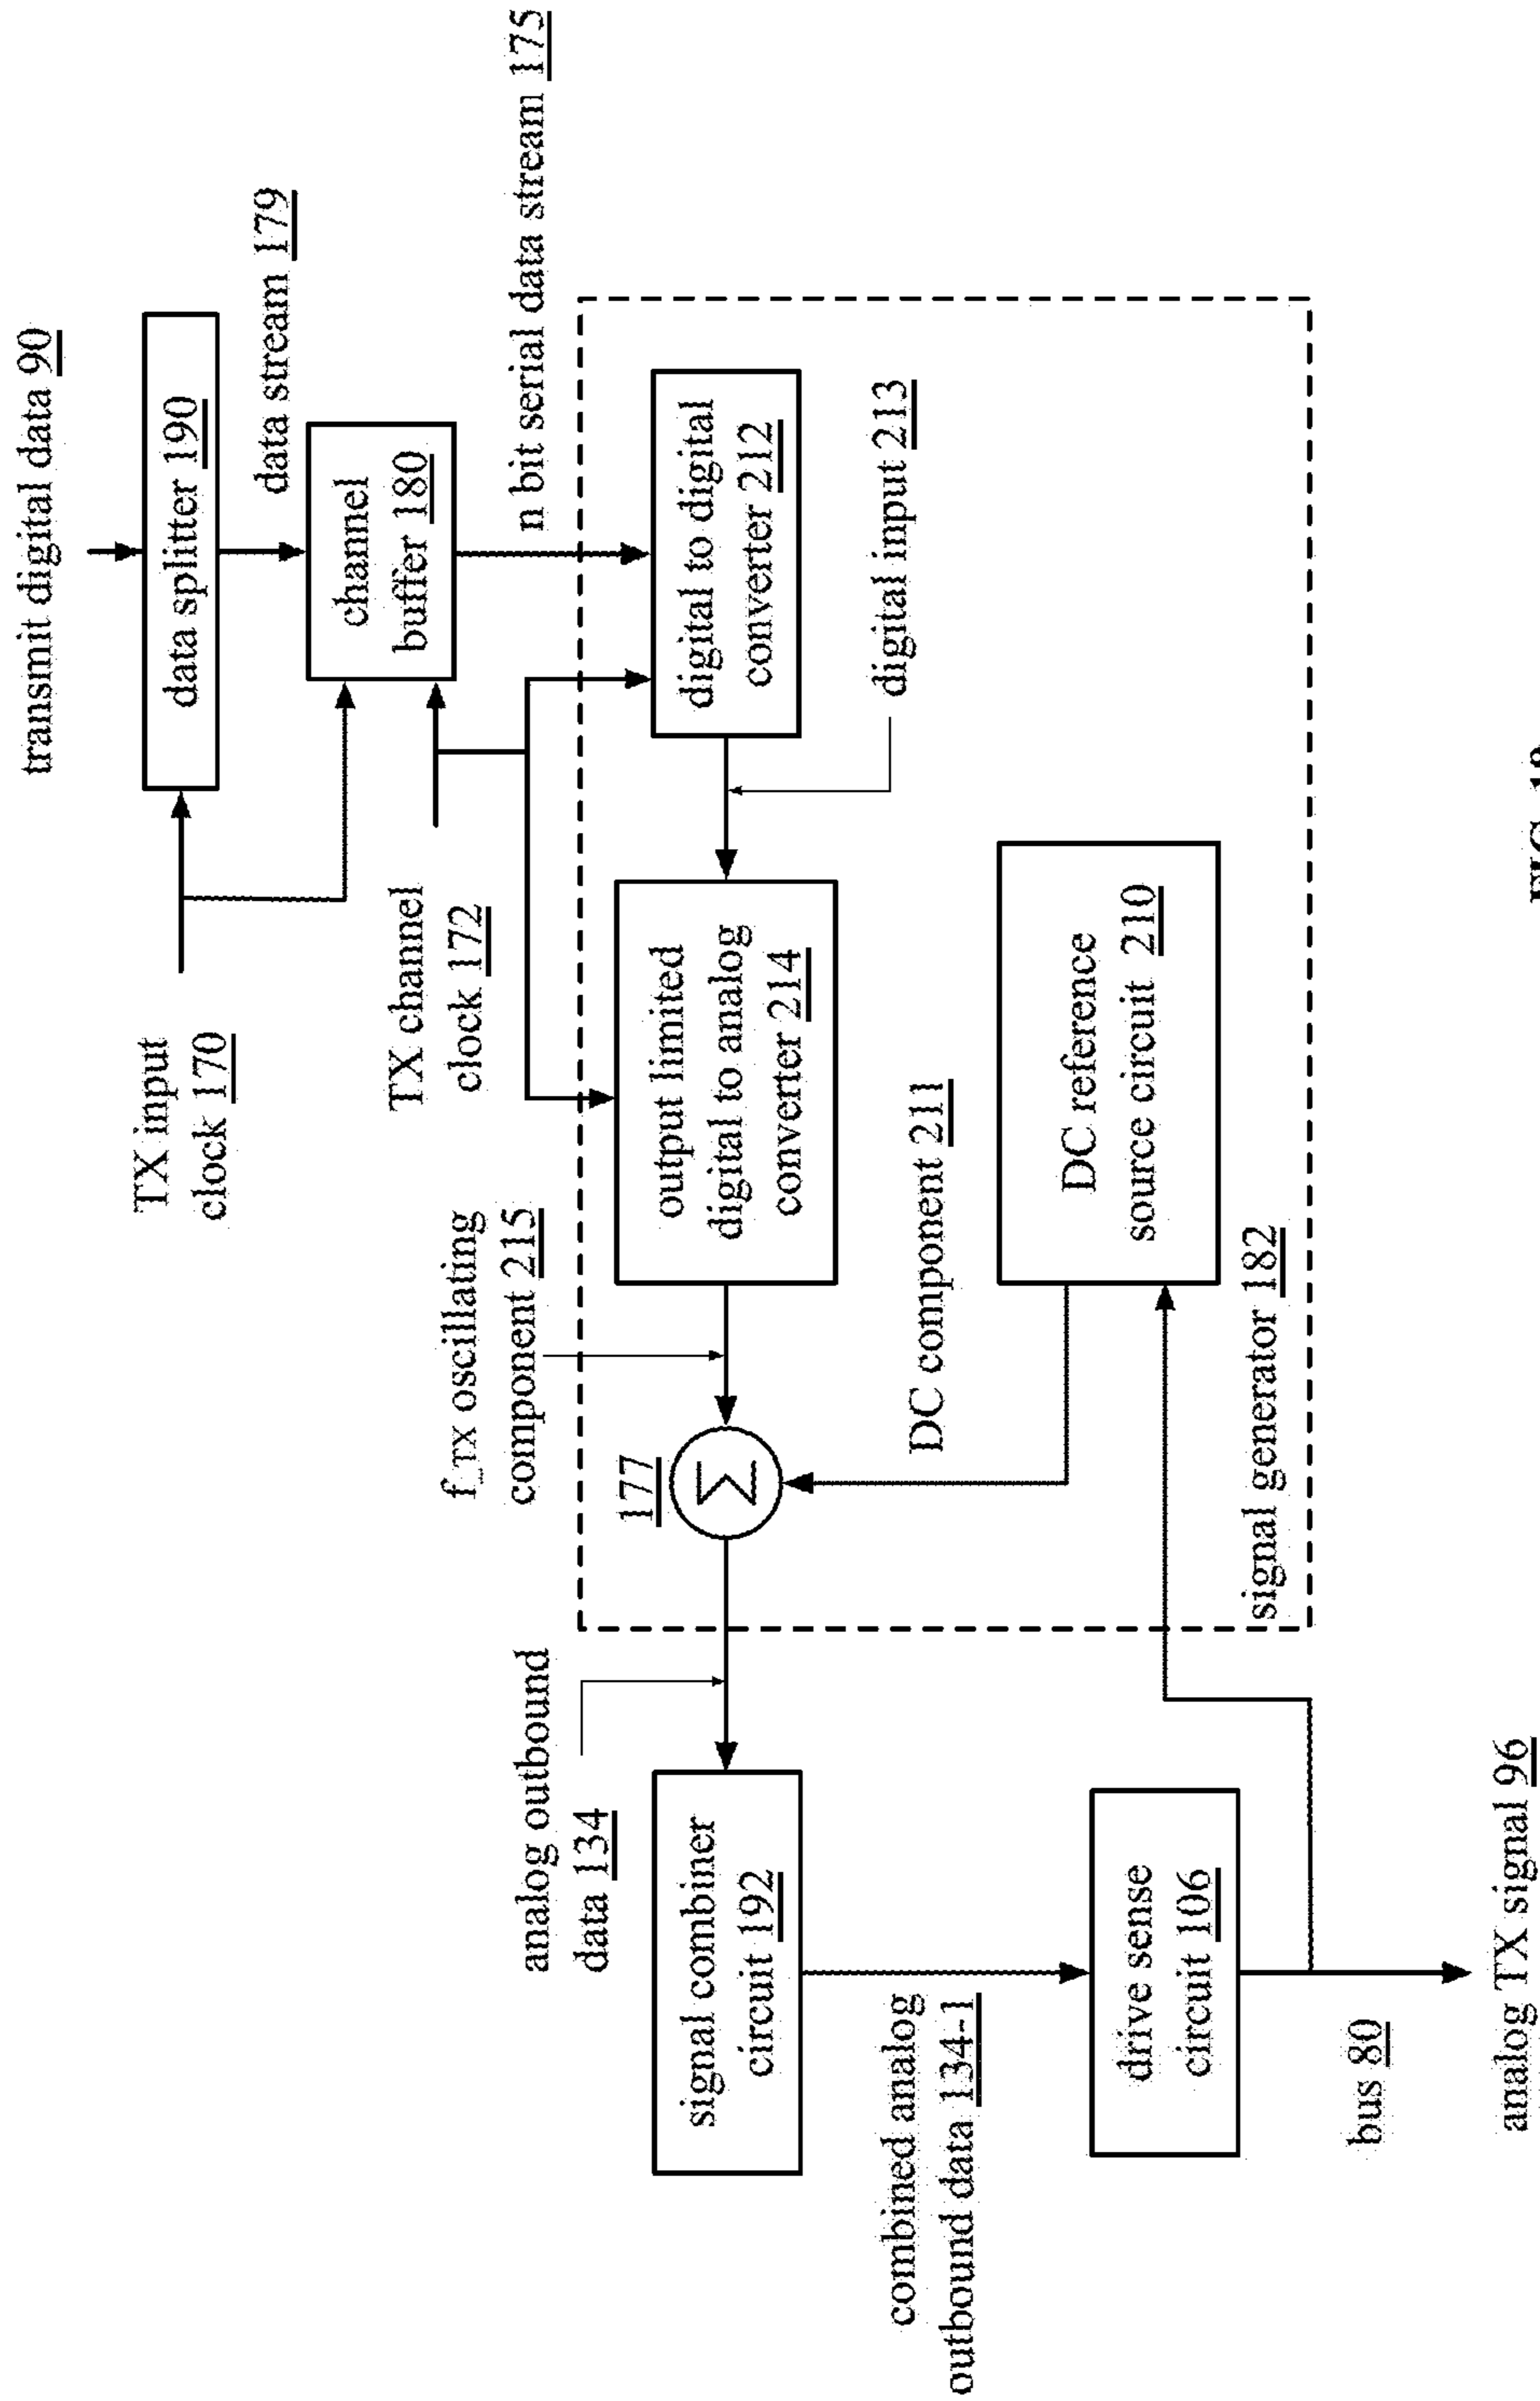 transmit digital data 90
data splitter 190
TX input
clock 170
data stream 179
channel
buffer 180
TX channel
clock 172
n bit serial data stream 175
f_TX oscillating
component 215
analog outbound
data 134
177
Σ
output limited
digital to analog
converter 214
digital to digital
converter 212
signal combiner
circuit 192
digital input 213
DC component 211
combined analog
outbound data 134-1
DC reference
source circuit 210
drive sense
circuit 106
signal generator 182
bus 80
analog TX signal 96